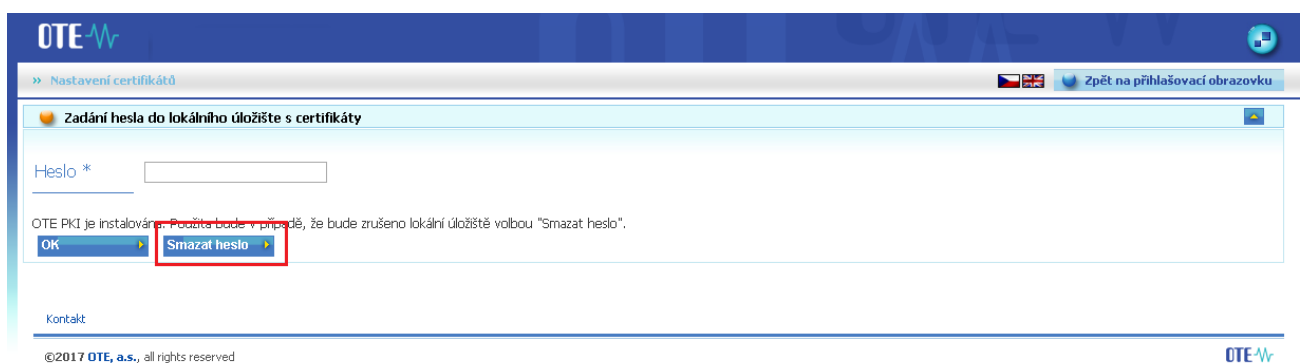 OTE
» Nastavení certifikátů
Zpět na přihlašovací obrazovku
Zadání hesla do lokálního úložište s certifikáty
Heslo *
OTE PKI je instalována. Použita bude v případě, že bude zrušeno lokální úložiště volbou "Smazat heslo".
OK
Smazat heslo
Kontakt
©2017 OTE, a.s., all rights reserved
OTE